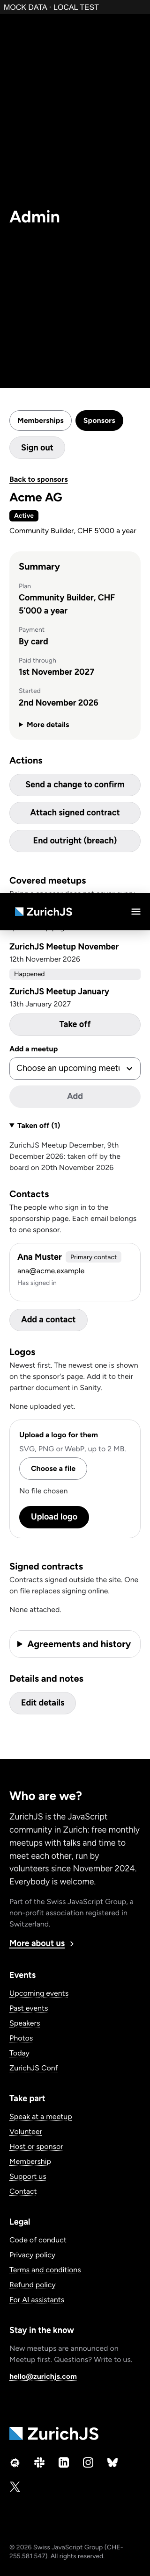 MOCK DATA · LOCAL TEST
Admin
Memberships
Sponsors
Sign out
Back to sponsors
Acme AG
Active
Community Builder, CHF 5'000 a year
Summary
Plan
Community Builder, CHF
5'000 a year
Payment
By card
Paid through
1st November 2027
Started
2nd November 2026
More details
Actions
Send a change to confirm
Attach signed contract
End outright (breach)
Covered meetups
ZurichJS
ZurichJS Meetup November
12th November 2026
Happened
ZurichJS Meetup January
13th January 2027
Take off
Add a meetup
Choose an upcoming meetu
Add
Taken off (1)
ZurichJS Meetup December, 9th
December 2026: taken off by the
board on 20th November 2026
Contacts
The people who sign in to the
sponsorship page. Each email belongs
to one sponsor.
Ana Muster
Primary contact
ana@acme.example
Has signed in
Add a contact
Logos
Newest first. The newest one is shown
on the sponsor's page. Add it to their
partner document in Sanity.
None uploaded yet.
Upload a logo for them
SVG, PNG or WebP, up to 2 MB.
Choose a file
No file chosen
Upload logo
Signed contracts
Contracts signed outside the site. One
on file replaces signing online.
None attached.
Agreements and history
Details and notes
Edit details
Who are we?
ZurichJS is the JavaScript
community in Zurich: free monthly
meetups with talks and time to
meet each other, run by
volunteers since November 2024.
Everybody is welcome.
Part of the Swiss JavaScript Group, a
non-profit association registered in
Switzerland.
More about us
Events
Upcoming events
Past events
Speakers
Photos
Today
ZurichJS Conf
Take part
Speak at a meetup
Volunteer
Host or sponsor
Membership
Support us
Contact
Legal
Code of conduct
Privacy policy
Terms and conditions
Refund policy
For AI assistants
Stay in the know
New meetups are announced on
Meetup first. Questions? Write to us.
hello@zurichjs.com
ZurichJS
© 2026 Swiss JavaScript Group (CHE-
255.581.547). All rights reserved.